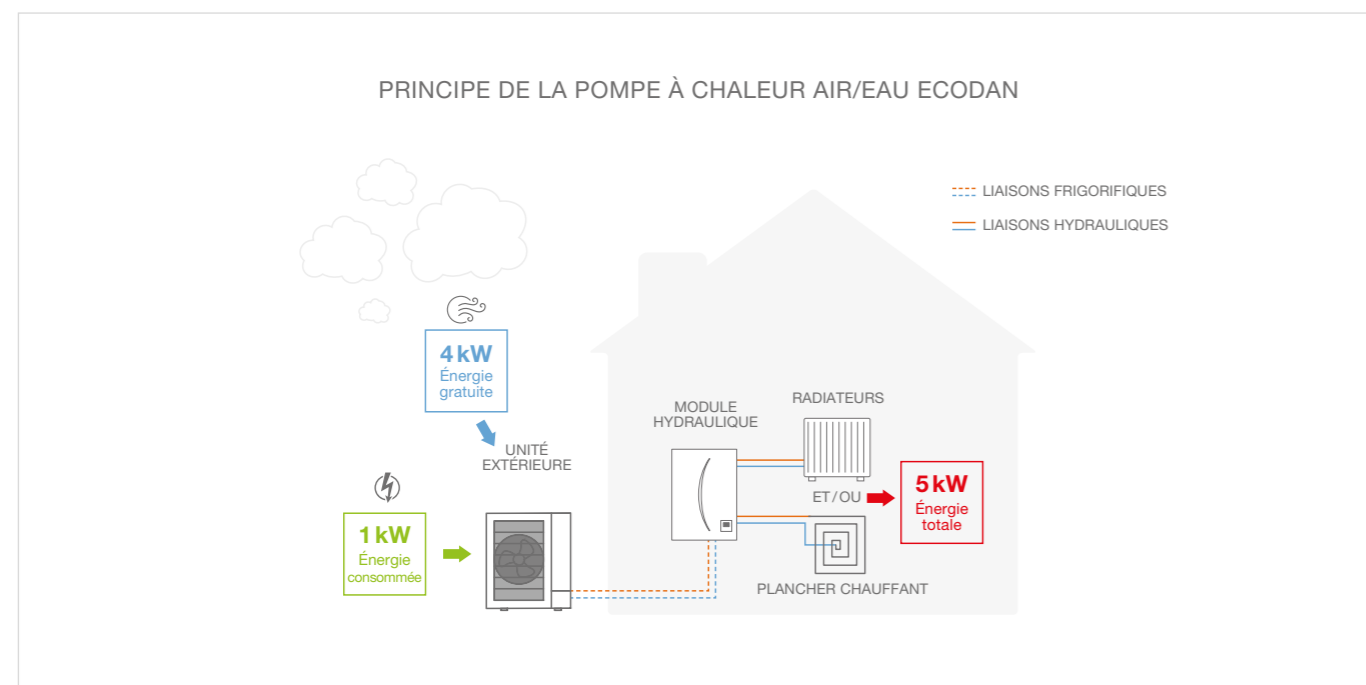 PRINCIPE DE LA POMPE À CHALEUR AIR/EAU ECODAN
LIAISONS FRIGORIFIQUES
LIAISONS HYDRAULIQUES
4 kW
Énergie
gratuite
UNITÉ
EXTÉRIEURE
1 kW
Énergie
consommée
MODULE
HYDRAULIQUE
RADIATEURS
ET / OU
5 kW
Énergie
totale
PLANCHER CHAUFFANT